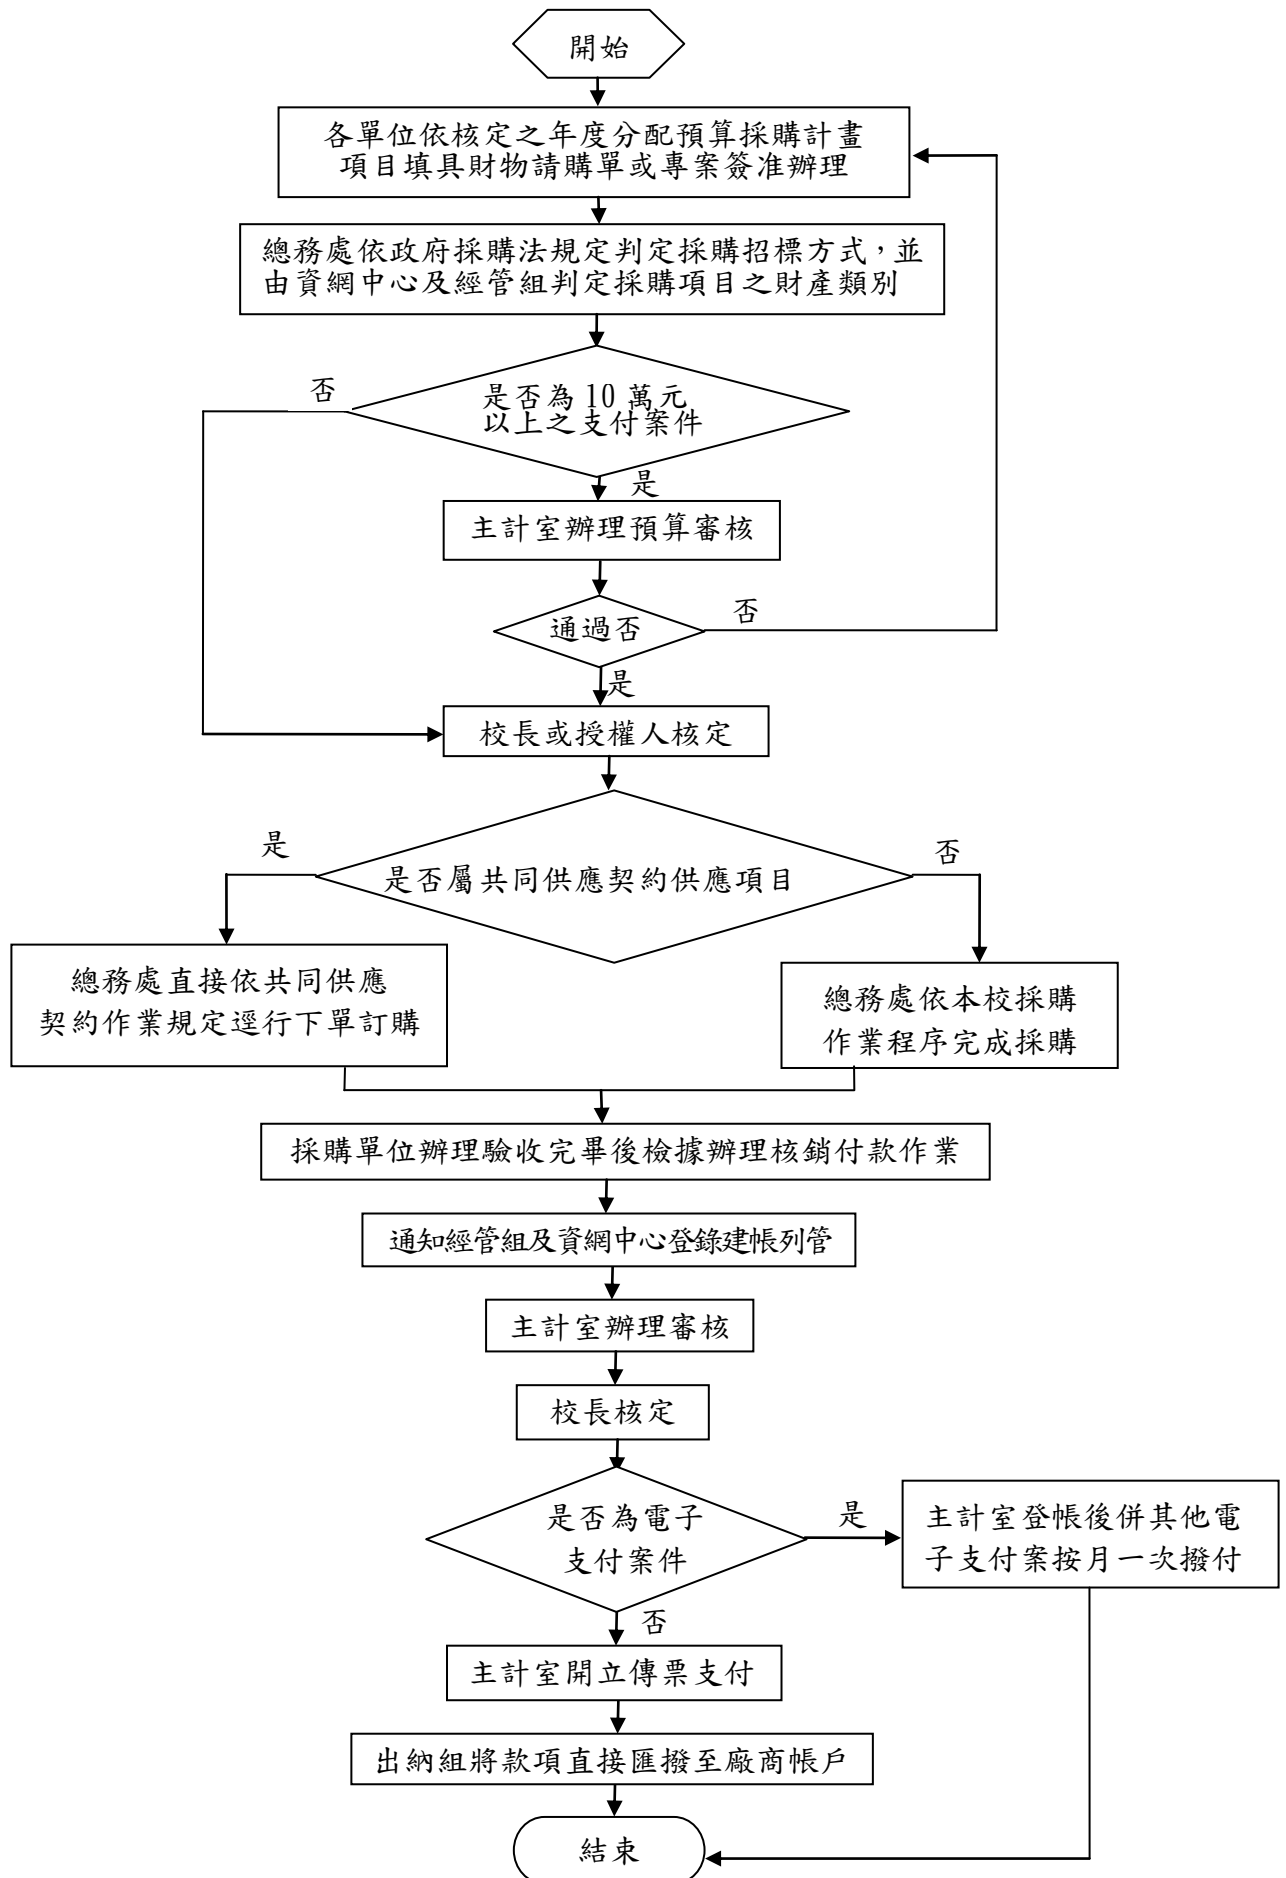 開始
各單位依核定之年度分配預算採購計畫
項目填具財物請購單或專案簽准辦理
總務處依政府採購法規定判定採購招標方式，並
由資網中心及經管組判定採購項目之財產類別
否
是否為 10 萬元
以上之支付案件
是
主計室辦理預算審核
通過否
否
是
校長或授權人核定
是
是否屬共同供應契約供應項目
否
總務處直接依共同供應
契約作業規定逕行下單訂購
總務處依本校採購
作業程序完成採購
採購單位辦理驗收完畢後檢據辦理核銷付款作業
通知經管組及資網中心登錄建帳列管
主計室辦理審核
校長核定
是否為電子
支付案件
是
主計室登帳後併其他電
子支付案按月一次撥付
否
主計室開立傳票支付
出納組將款項直接匯撥至廠商帳戶
結束